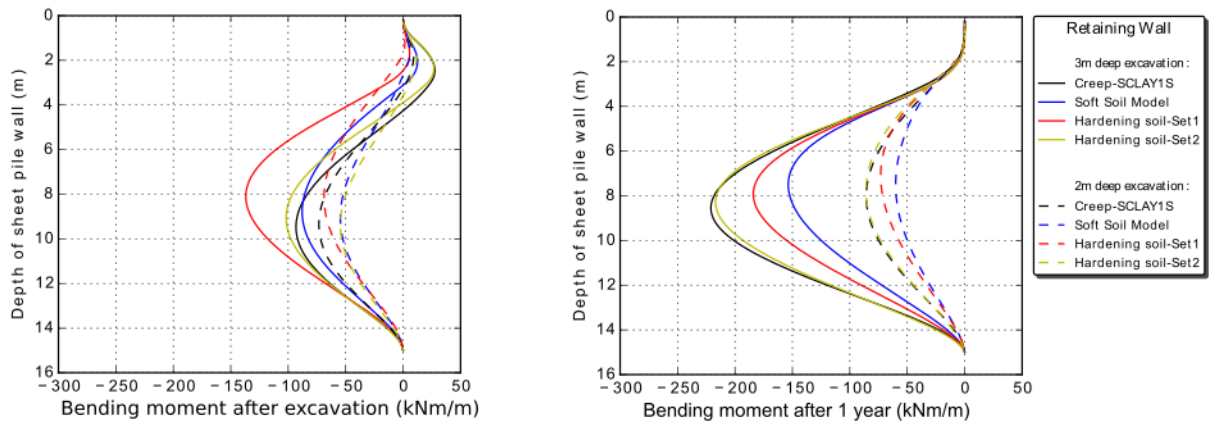 0
2
4
6
8
10
12
14
16
Depth of sheet pile wall (m)
−300 −250 −200 −150 −100 −50 0 50
Bending moment after excavation (kNm/m)
0
2
4
6
8
10
12
14
16
Depth of sheet pile wall (m)
−300 −250 −200 −150 −100 −50 0 50
Bending moment after 1 year (kNm/m)
Retaining Wall
3m deep excavation:
Creep-SCLAY1S
Soft Soil Model
Hardening soil-Set1
Hardening soil-Set2
2m deep excavation:
Creep-SCLAY1S
Soft Soil Model
Hardening soil-Set1
Hardening soil-Set2